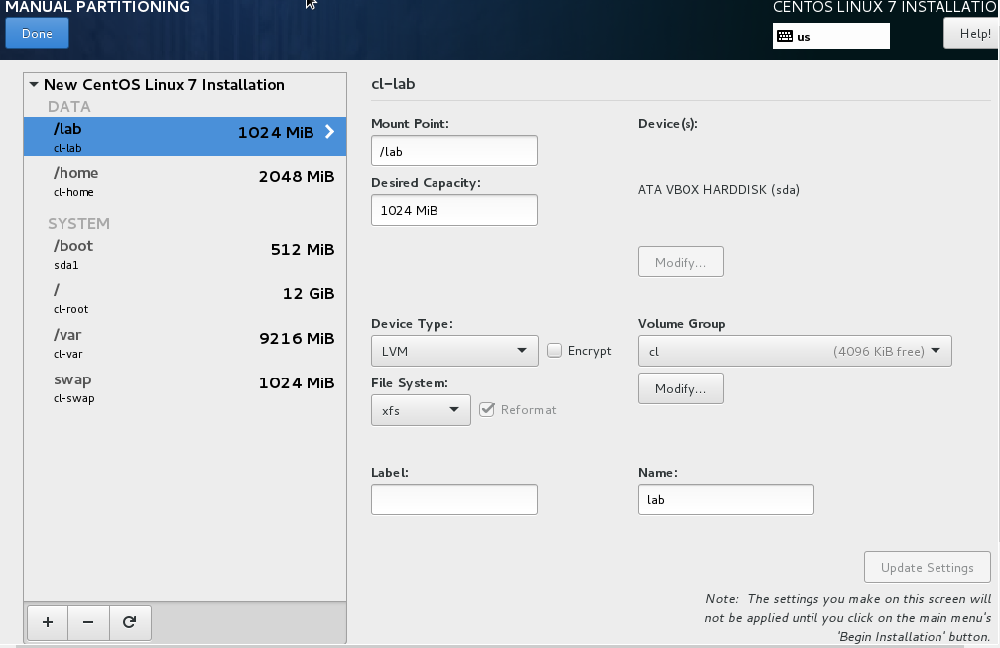 MANUAL PARTITIONING
CENTOS LINUX 7 INSTALLATIO
Done
us
Help!
New CentOS Linux 7 Installation
DATA
/lab 1024 MiB
cl-lab
/home 2048 MiB
cl-home
SYSTEM
/boot 512 MiB
sda1
/ 12 GiB
cl-root
/var 9216 MiB
cl-var
swap 1024 MiB
cl-swap
cl-lab
Mount Point:
/lab
Desired Capacity:
1024 MiB
Device(s):
ATA VBOX HARDDISK (sda)
Modify...
Device Type:
LVM
Encrypt
Volume Group
cl (4096 KiB free)
Modify...
File System:
xfs
Reformat
Label:
Name:
lab
Update Settings
Note: The settings you make on this screen will
not be applied until you click on the main menu's
'Begin Installation' button.